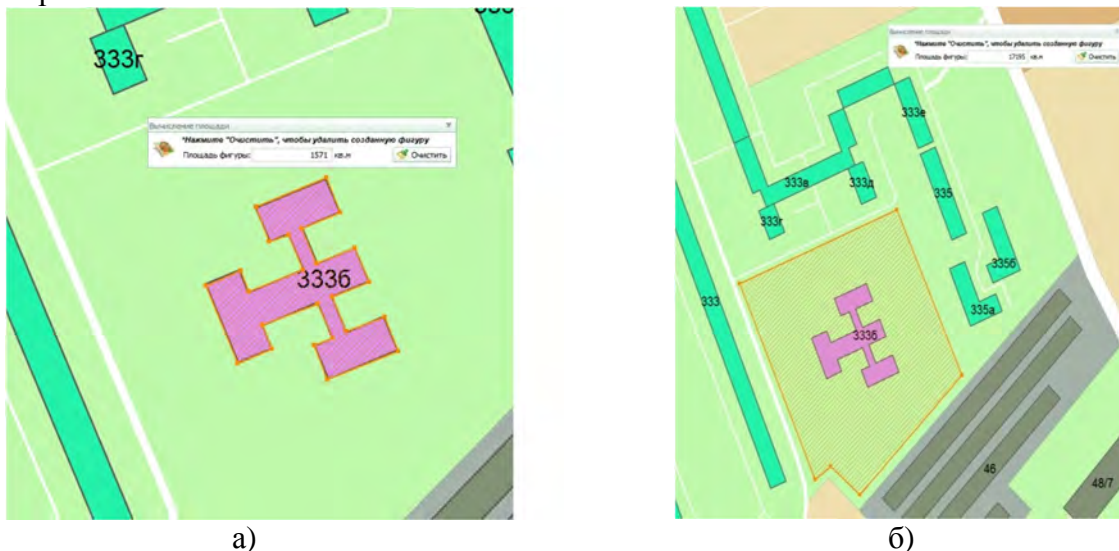 333г
Вычисление площади
"Нажмите "Очистить", чтобы удалить созданную фигуру
Площадь фигуры: 1571 кв.м Очистить
333б
а)
Вычисление площади
"Нажмите "Очистить", чтобы удалить созданную фигуру
Площадь фигуры: 17195 кв.м Очистить
333е
333в
333д
335
333г
335б
335а
333
333б
46
48/7
б)